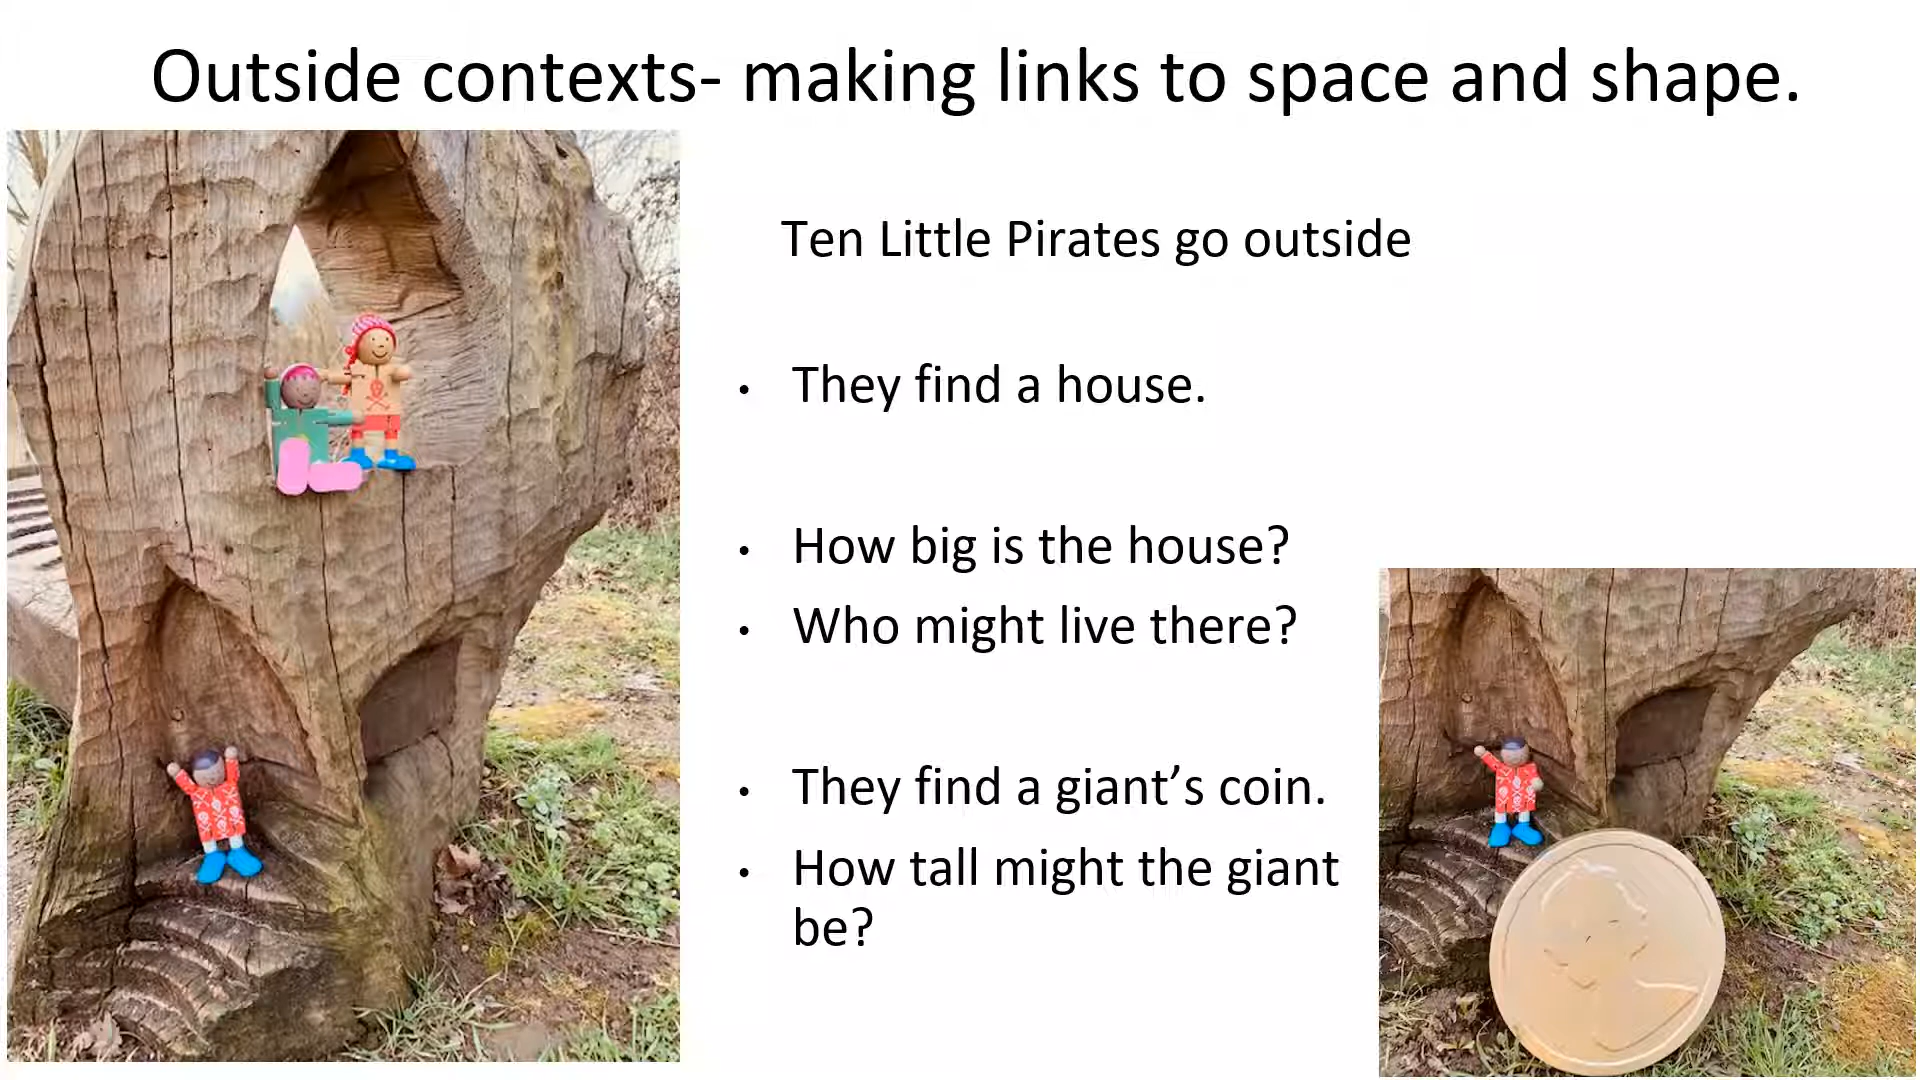 Outside contexts- making links to space and shape.
Ten Little Pirates go outside
• They find a house.
• How big is the house?
• Who might live there?
• They find a giant’s coin.
• How tall might the giant
be?